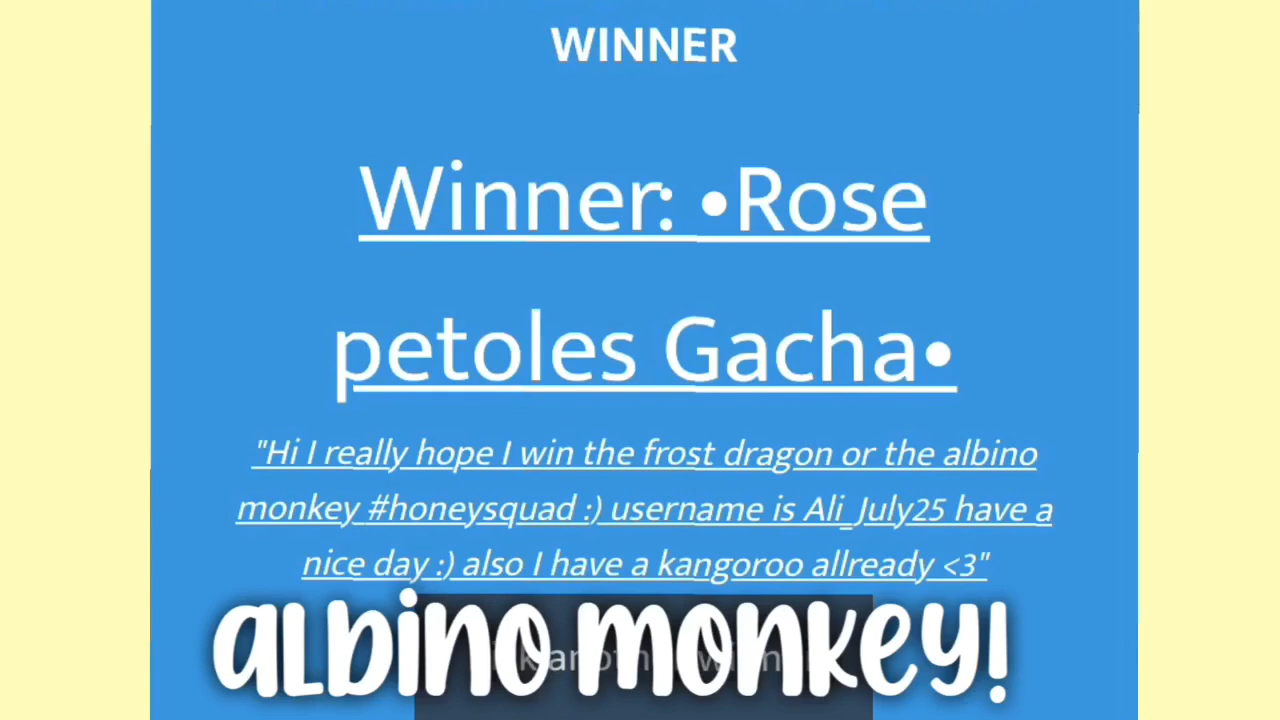 WINNER
Winner: •Rose
petoles Gacha•
"Hi I really hope I win the frost dragon or the albino
monkey #honeysquad :) username is Ali_July25 have a
nice day :) also I have a kangoroo allready <3"
albino monkey!